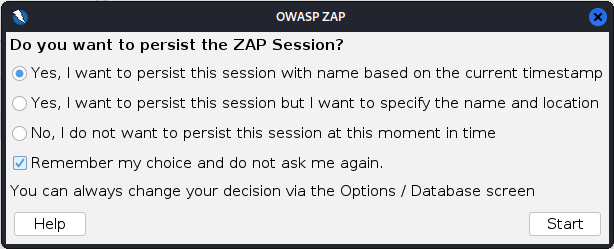 OWASP ZAP
Do you want to persist the ZAP Session?
Yes, I want to persist this session with name based on the current timestamp
Yes, I want to persist this session but I want to specify the name and location
No, I do not want to persist this session at this moment in time
Remember my choice and do not ask me again.
You can always change your decision via the Options / Database screen
Help
Start